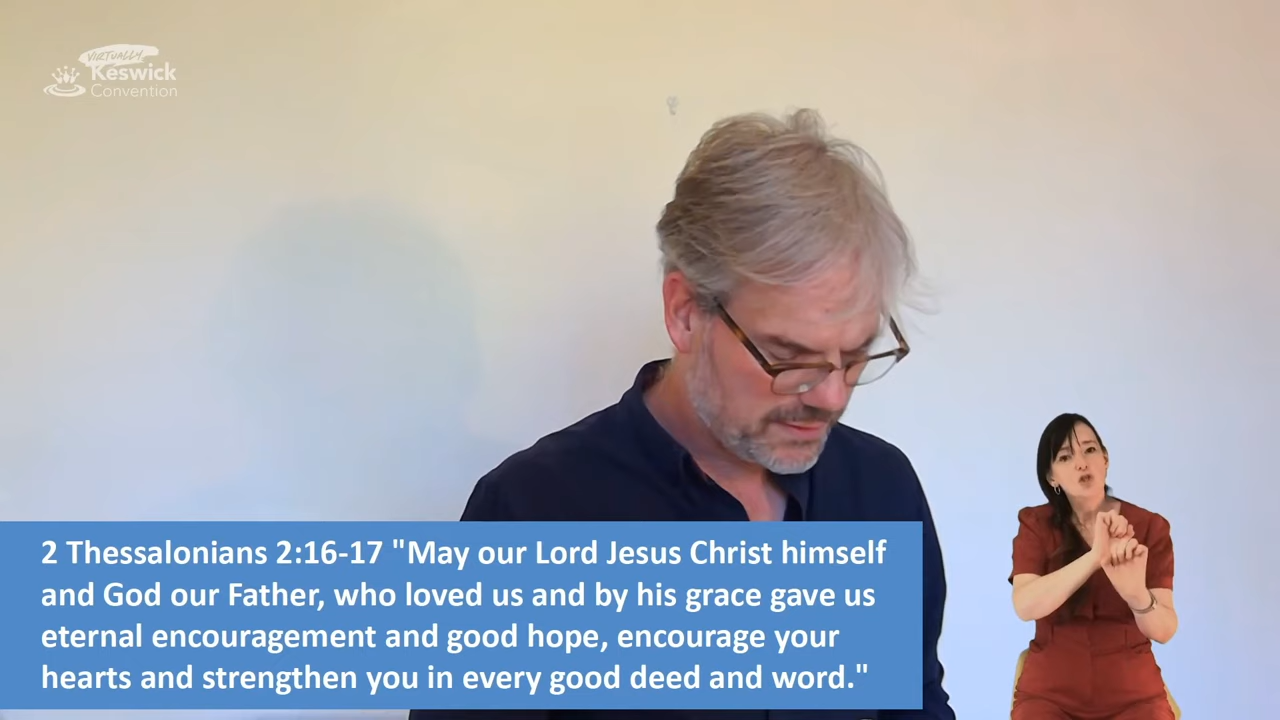 VIRTUALLY
Keswick
Convention
2 Thessalonians 2:16-17 "May our Lord Jesus Christ himself
and God our Father, who loved us and by his grace gave us
eternal encouragement and good hope, encourage your
hearts and strengthen you in every good deed and word."